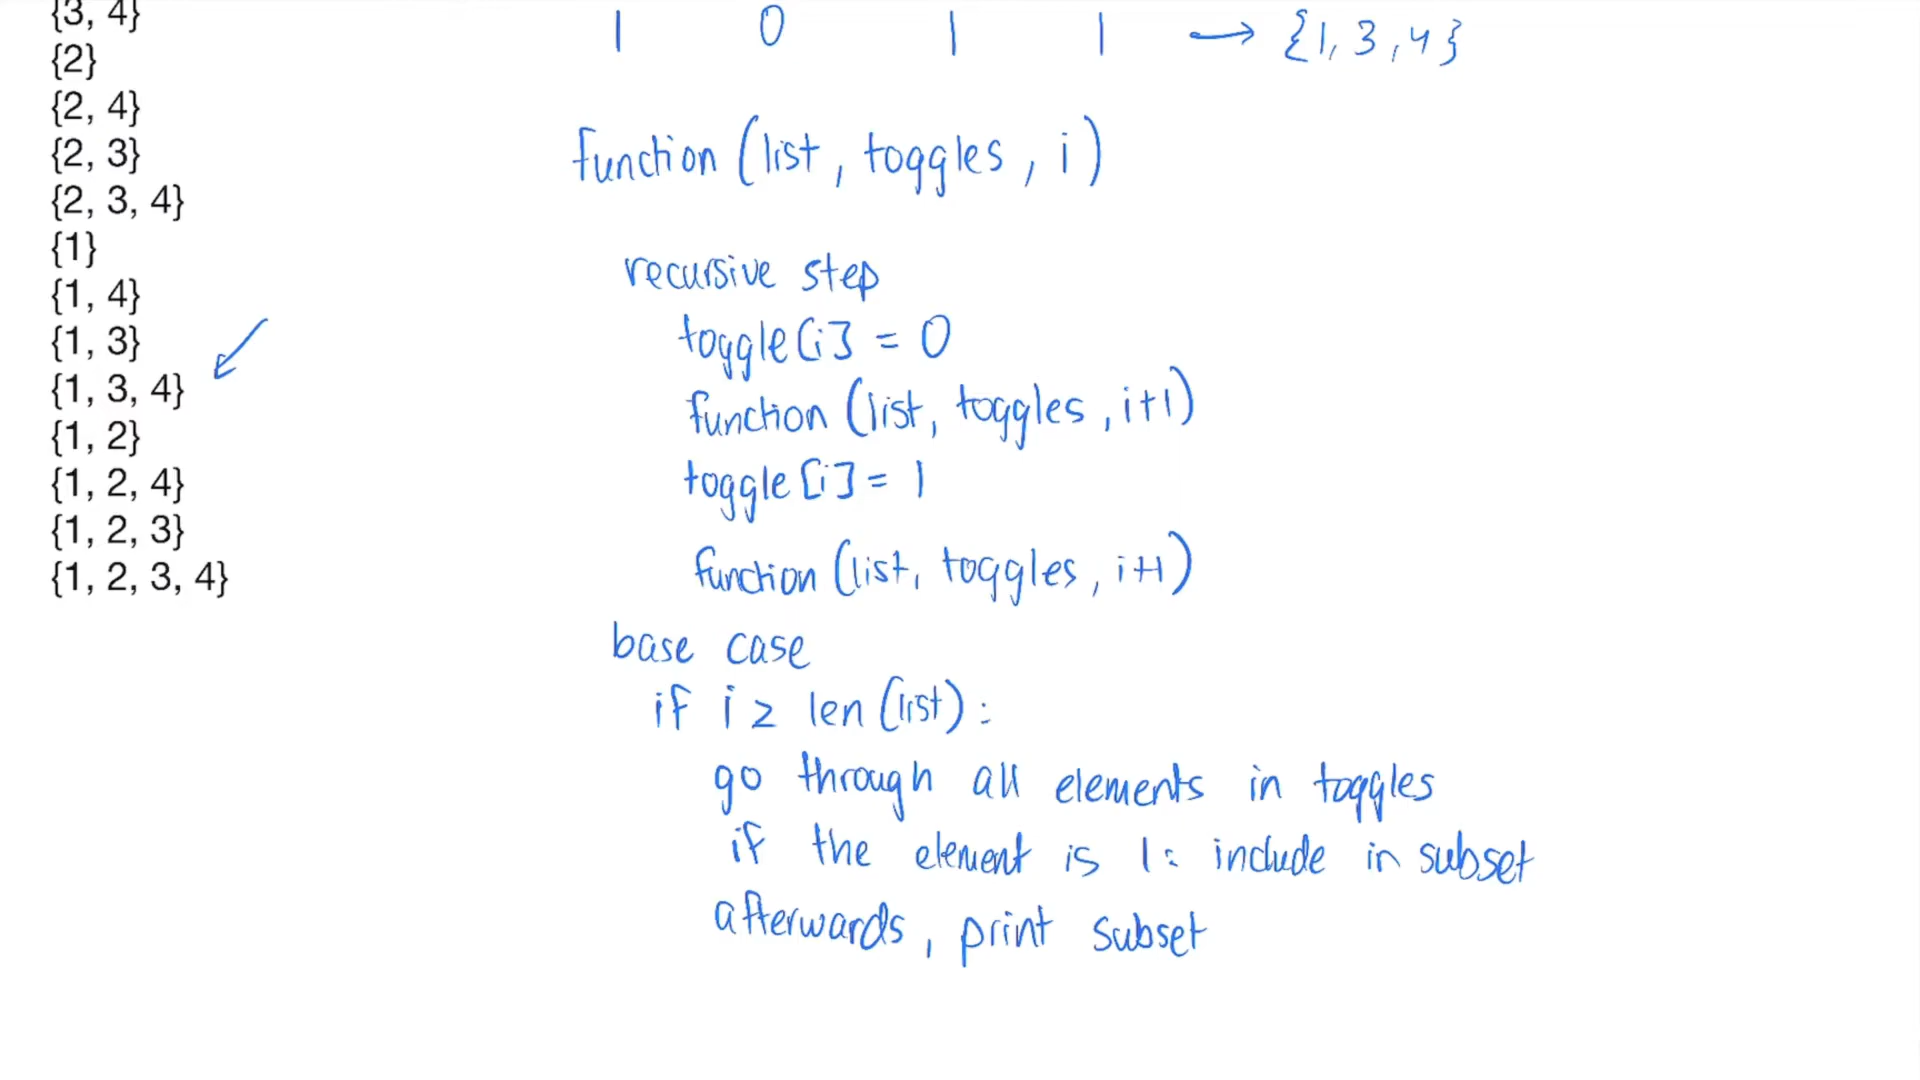 {3, 4}
{2}
{2, 4}
{2, 3}
{2, 3, 4}
{1}
{1, 4}
{1, 3}
{1, 3, 4}
{1, 2}
{1, 2, 4}
{1, 2, 3}
{1, 2, 3, 4}
1 0 1 1 → {1, 3, 4}
function (list, toggles, i)
recursive step
toggle[i] = 0
function (list, toggles, i+1)
toggle[i] = 1
function (list, toggles, i+1)
base case
if i ≥ len (list):
go through all elements in toggles
if the element is 1: include in subset
afterwards, print subset